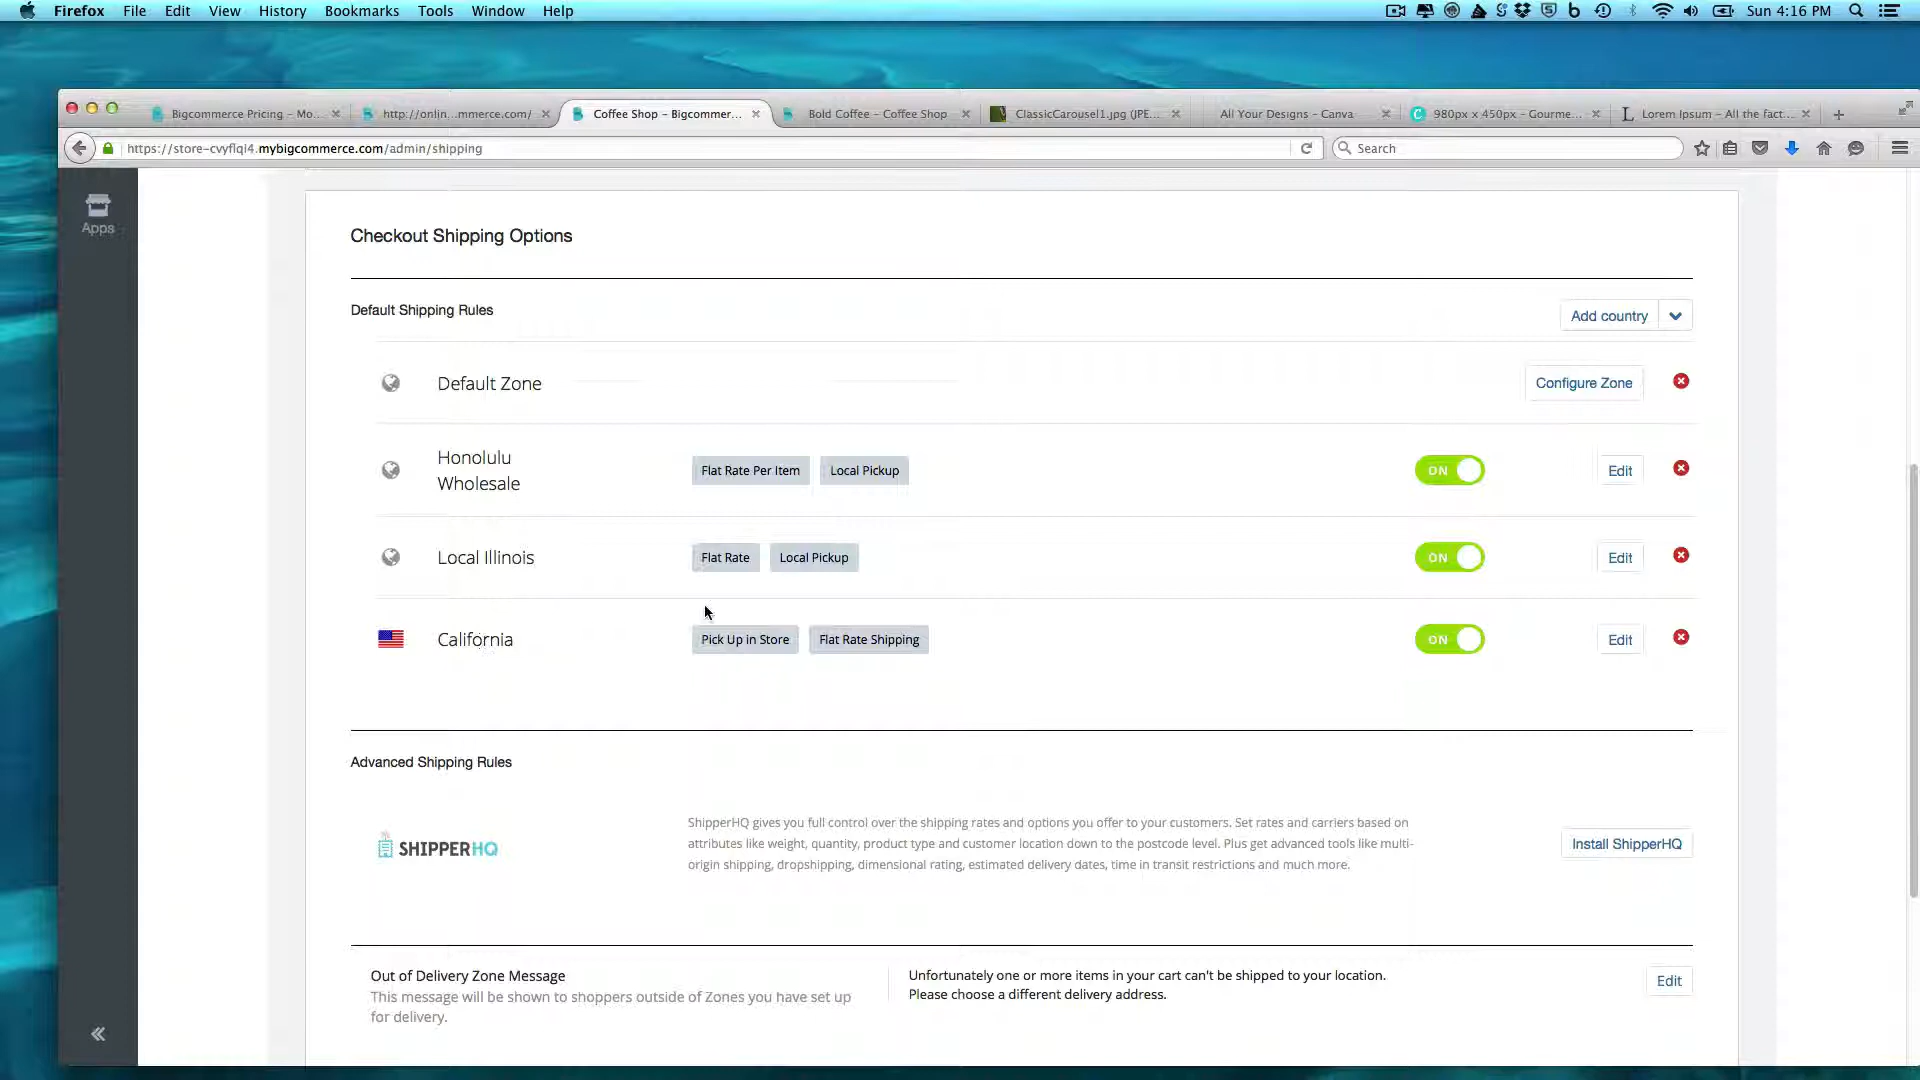 Firefox File Edit View History Bookmarks Tools Window Help Sun 4:16 PM
Bigcommerce Pricing – Mo... http://onlin...mmerce.com/ Coffee Shop – Bigcommer... Bold Coffee – Coffee Shop ClassicCarousel1.jpg (JPE... All Your Designs – Canva 980px x 450px – Gourme... Lorem Ipsum – All the fact...
https://store-cvyflqi4.mybigcommerce.com/admin/shipping Search
Apps
Checkout Shipping Options
Default Shipping Rules Add country
Default Zone Configure Zone
Honolulu
Wholesale Flat Rate Per Item Local Pickup ON Edit
Local Illinois Flat Rate Local Pickup ON Edit
California Pick Up in Store Flat Rate Shipping ON Edit
Advanced Shipping Rules
SHIPPERHQ
ShipperHQ gives you full control over the shipping rates and options you offer to your customers. Set rates and carriers based on
attributes like weight, quantity, product type and customer location down to the postcode level. Plus get advanced tools like multi-
origin shipping, dropshipping, dimensional rating, estimated delivery dates, time in transit restrictions and much more.
Install ShipperHQ
Out of Delivery Zone Message
This message will be shown to shoppers outside of Zones you have set up
for delivery.
Unfortunately one or more items in your cart can't be shipped to your location.
Please choose a different delivery address.
Edit